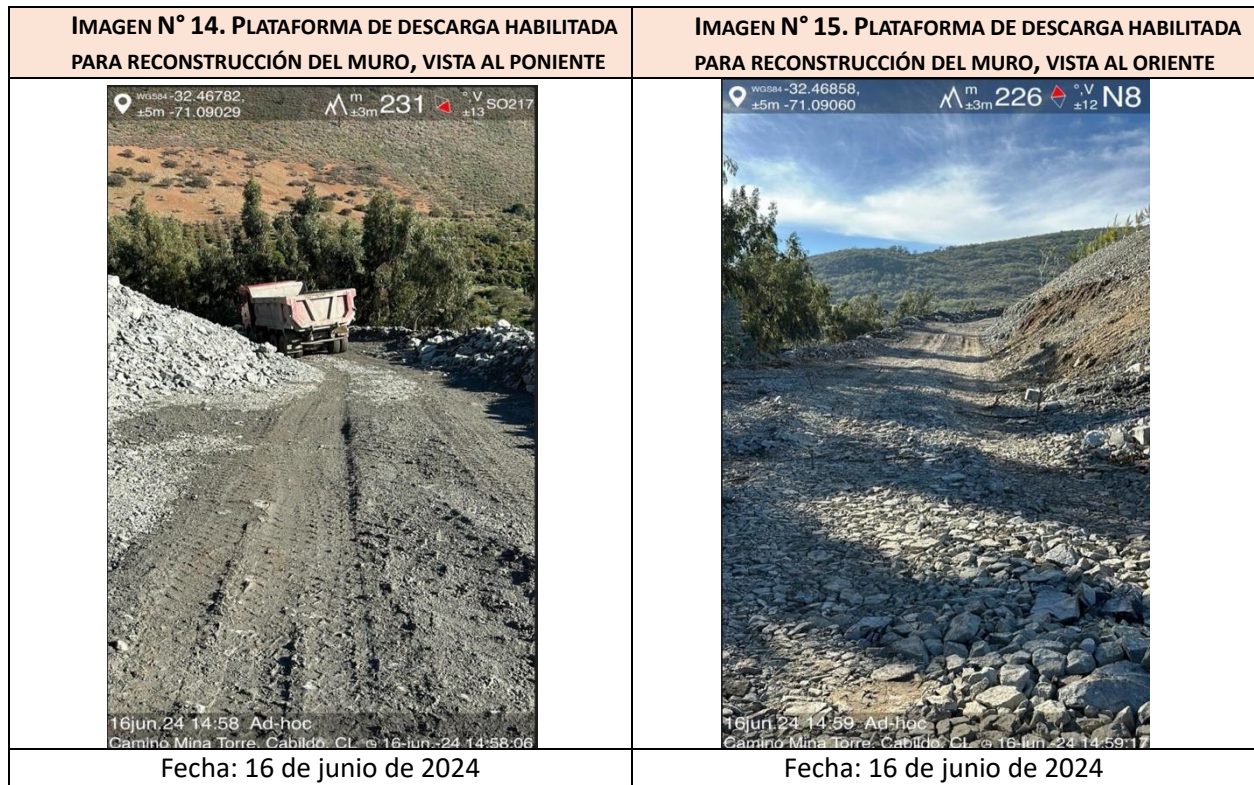 IMAGEN N° 14. PLATAFORMA DE DESCARGA HABILITADA
PARA RECONSTRUCCIÓN DEL MURO, VISTA AL PONIENTE
IMAGEN N° 15. PLATAFORMA DE DESCARGA HABILITADA
PARA RECONSTRUCCIÓN DEL MURO, VISTA AL ORIENTE
WGS84 -32.46782,
±5m -71.09029
m
±3m 231
°,V
±13 SO217
16jun.24 14:58 Ad-hoc
Camino Mina Torre, Cabildo, CL 16-jun.-24 14:58:06
WGS84 -32.46858,
±5m -71.09060
m
±3m 226
°,V
±12 N8
16jun.24 14:59 Ad-hoc
Camino Mina Torre, Cabildo, CL 16-jun.-24 14:59:17
Fecha: 16 de junio de 2024
Fecha: 16 de junio de 2024